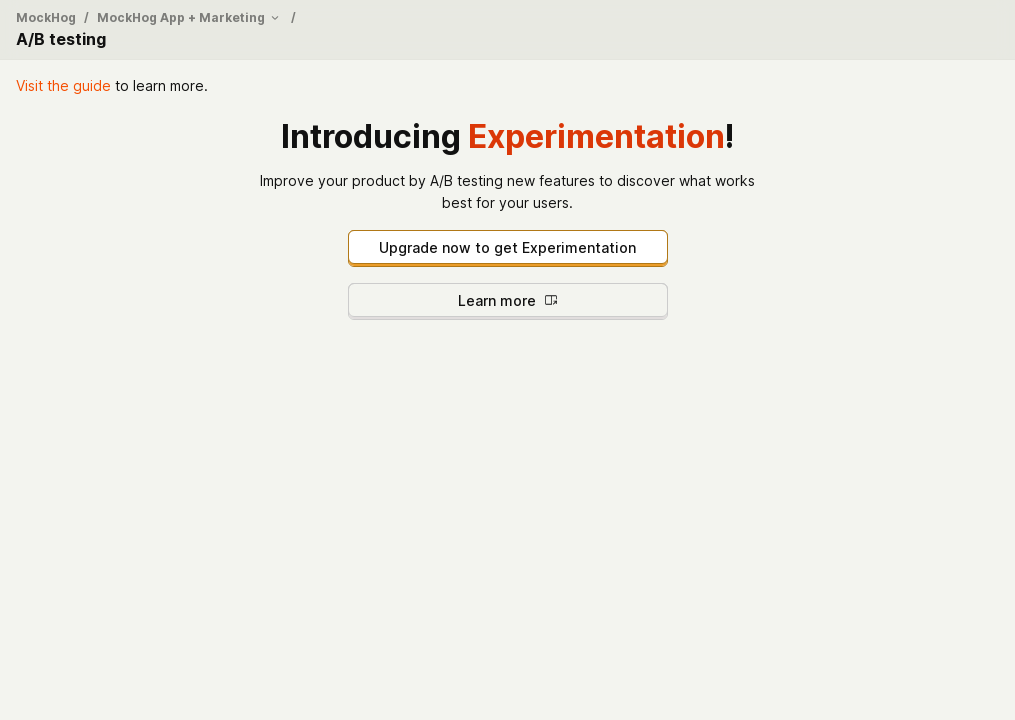 MockHog / MockHog App + Marketing /
A/B testing
Visit the guide to learn more.
Introducing Experimentation!
Improve your product by A/B testing new features to discover what works
best for your users.
Upgrade now to get Experimentation
Learn more